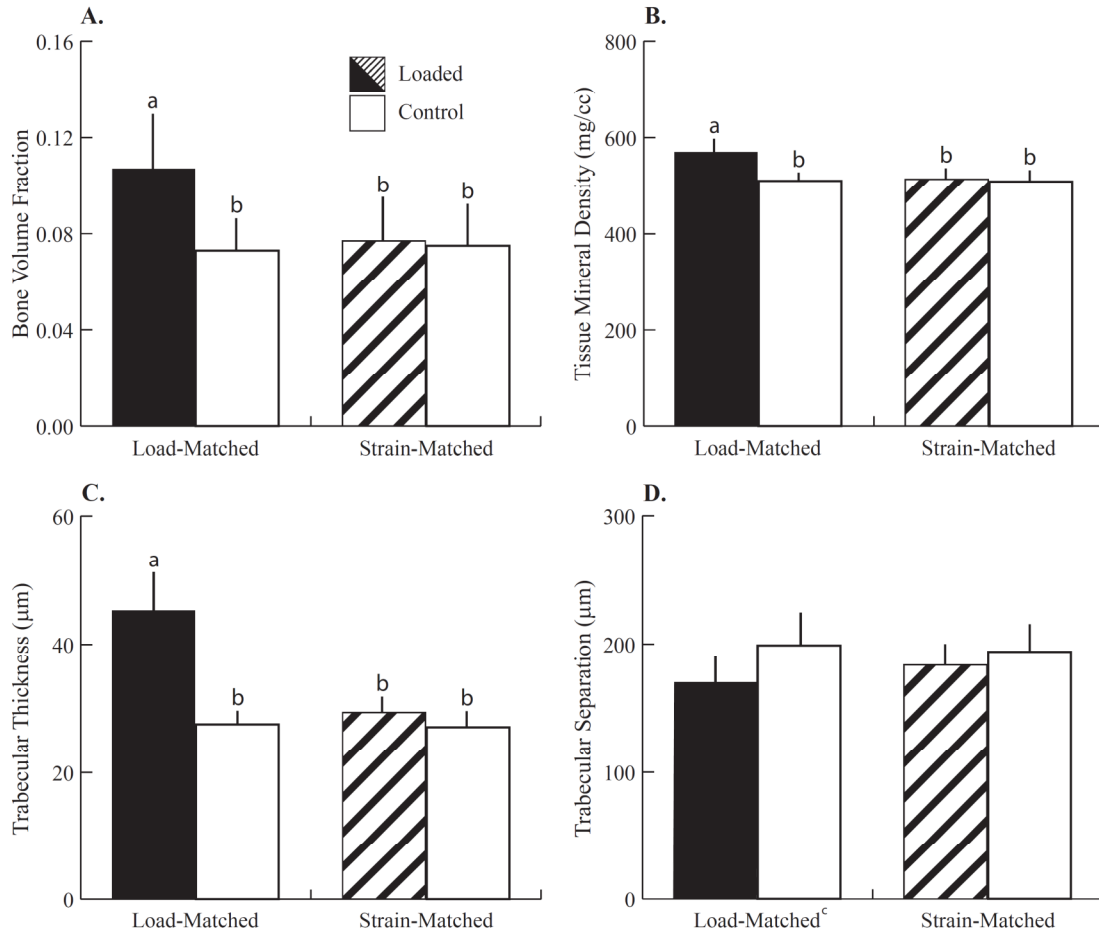 A.
Bone Volume Fraction
0.16
0.12
0.08
0.04
0.00
a
b
b
b
Loaded
Control
Load-Matched
Strain-Matched
B.
Tissue Mineral Density (mg/cc)
800
600
400
200
0
a
b
b
b
Load-Matched
Strain-Matched
C.
Trabecular Thickness (µm)
60
40
20
0
a
b
b
b
Load-Matched
Strain-Matched
D.
Trabecular Separation (µm)
300
200
100
0
Load-Matched c
Strain-Matched